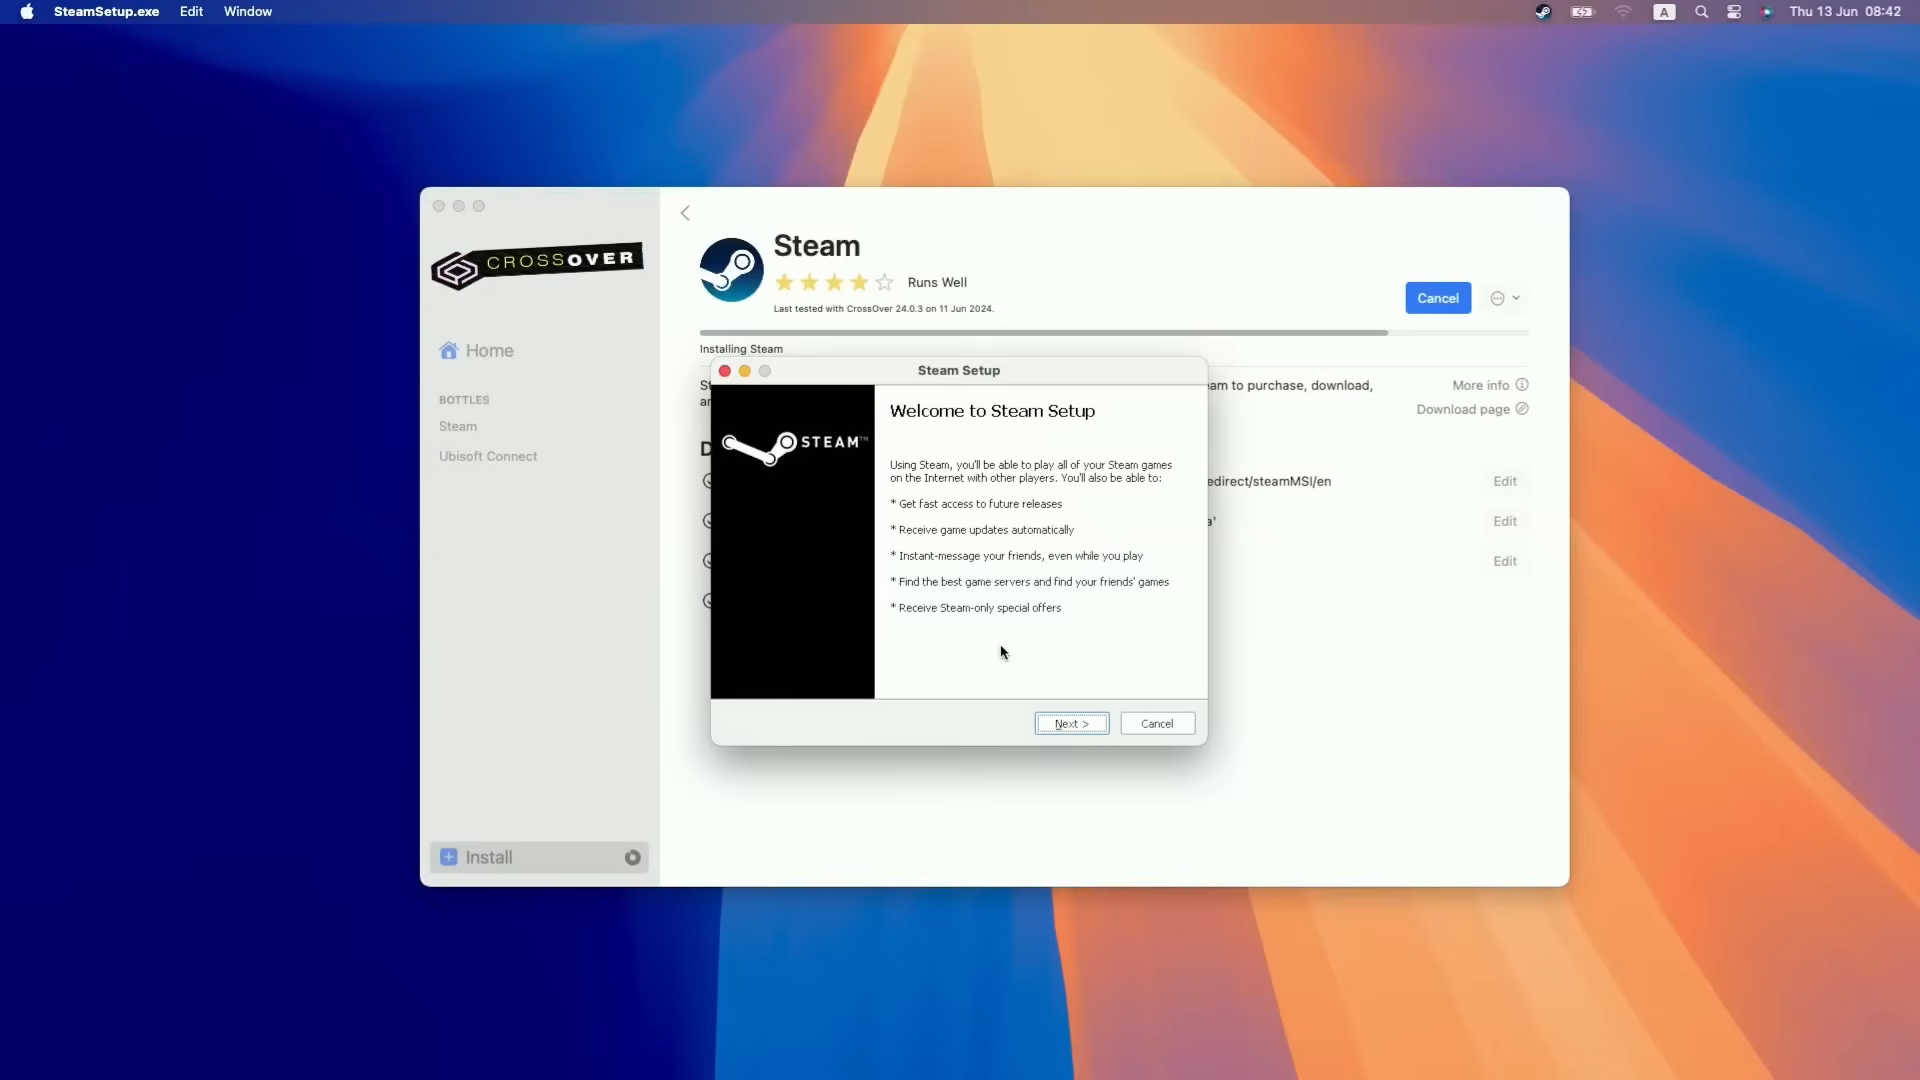 SteamSetup.exe Edit Window
A Thu 13 Jun 08:42
CROSSOVER
Home
BOTTLES
Steam
Ubisoft Connect
Install
Steam
Runs Well
Last tested with CrossOver 24.0.3 on 11 Jun 2024.
Cancel
Installing Steam
eam to purchase, download,
More info
Download page
edirect/steamMSI/en
Edit
a'
Edit
Edit
Steam Setup
STEAM™
Welcome to Steam Setup
Using Steam, you'll be able to play all of your Steam games
on the Internet with other players. You'll also be able to:
* Get fast access to future releases
* Receive game updates automatically
* Instant-message your friends, even while you play
* Find the best game servers and find your friends' games
* Receive Steam-only special offers
Next >
Cancel